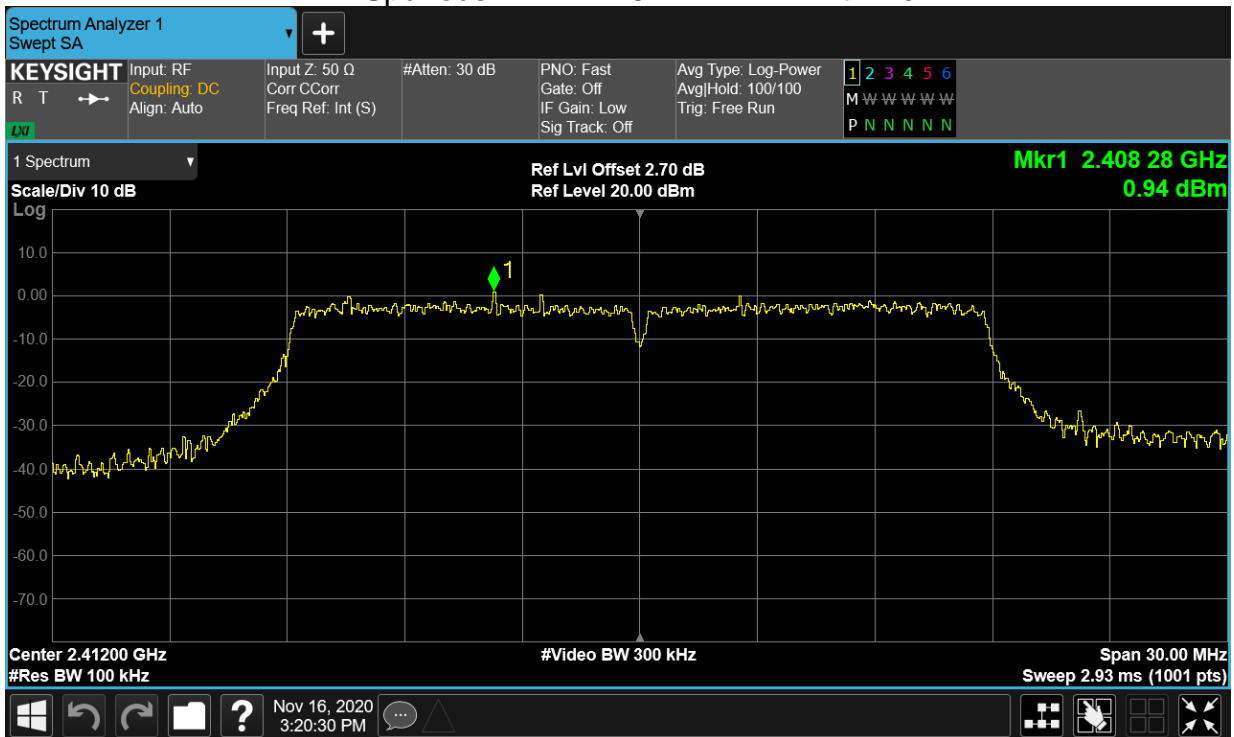 Spectrum Analyzer 1
Swept SA
KEYSIGHT
R T
LXI
Input: RF
Coupling: DC
Align: Auto
Input Z: 50 Ω
Corr CCorr
Freq Ref: Int (S)
#Atten: 30 dB
PNO: Fast
Gate: Off
IF Gain: Low
Sig Track: Off
Avg Type: Log-Power
Avg|Hold: 100/100
Trig: Free Run
1 2 3 4 5 6
M W W W W W
P N N N N N
1 Spectrum
Scale/Div 10 dB
Ref Lvl Offset 2.70 dB
Ref Level 20.00 dBm
Mkr1 2.408 28 GHz
0.94 dBm
Log
10.0
1
0.00
-10.0
-20.0
-30.0
-40.0
-50.0
-60.0
-70.0
Center 2.41200 GHz
#Res BW 100 kHz
#Video BW 300 kHz
Span 30.00 MHz
Sweep 2.93 ms (1001 pts)
?
Nov 16, 2020
3:20:30 PM